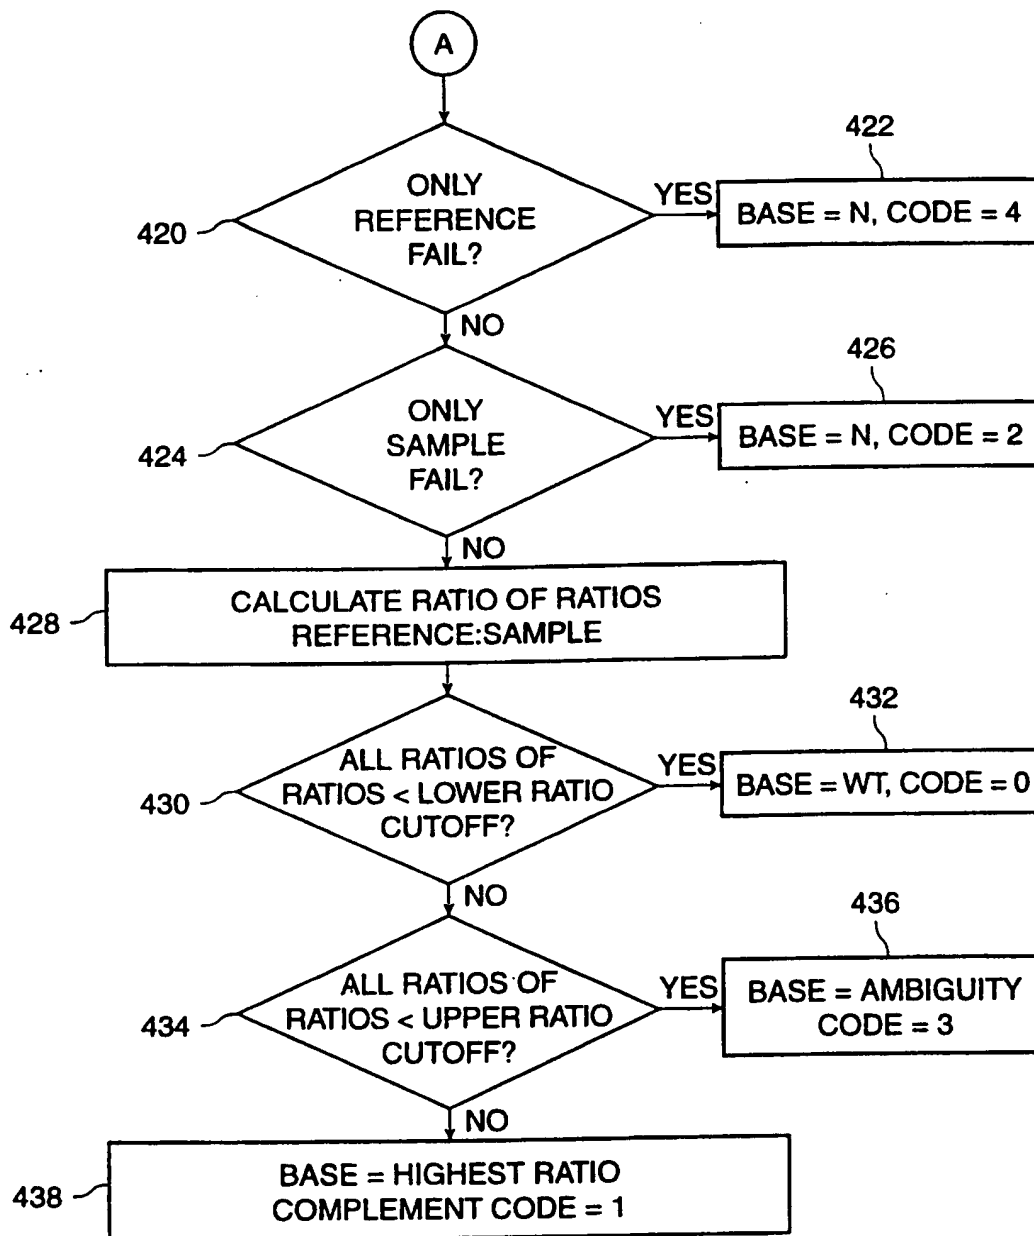 A
422
ONLY
REFERENCE
FAIL?
YES
BASE = N, CODE = 4
420
NO
426
ONLY
SAMPLE
FAIL?
YES
BASE = N, CODE = 2
424
NO
CALCULATE RATIO OF RATIOS
REFERENCE:SAMPLE
428
432
ALL RATIOS OF
RATIOS < LOWER RATIO
CUTOFF?
YES
BASE = WT, CODE = 0
430
NO
436
ALL RATIOS OF
RATIOS < UPPER RATIO
CUTOFF?
YES
BASE = AMBIGUITY
CODE = 3
434
NO
BASE = HIGHEST RATIO
COMPLEMENT CODE = 1
438